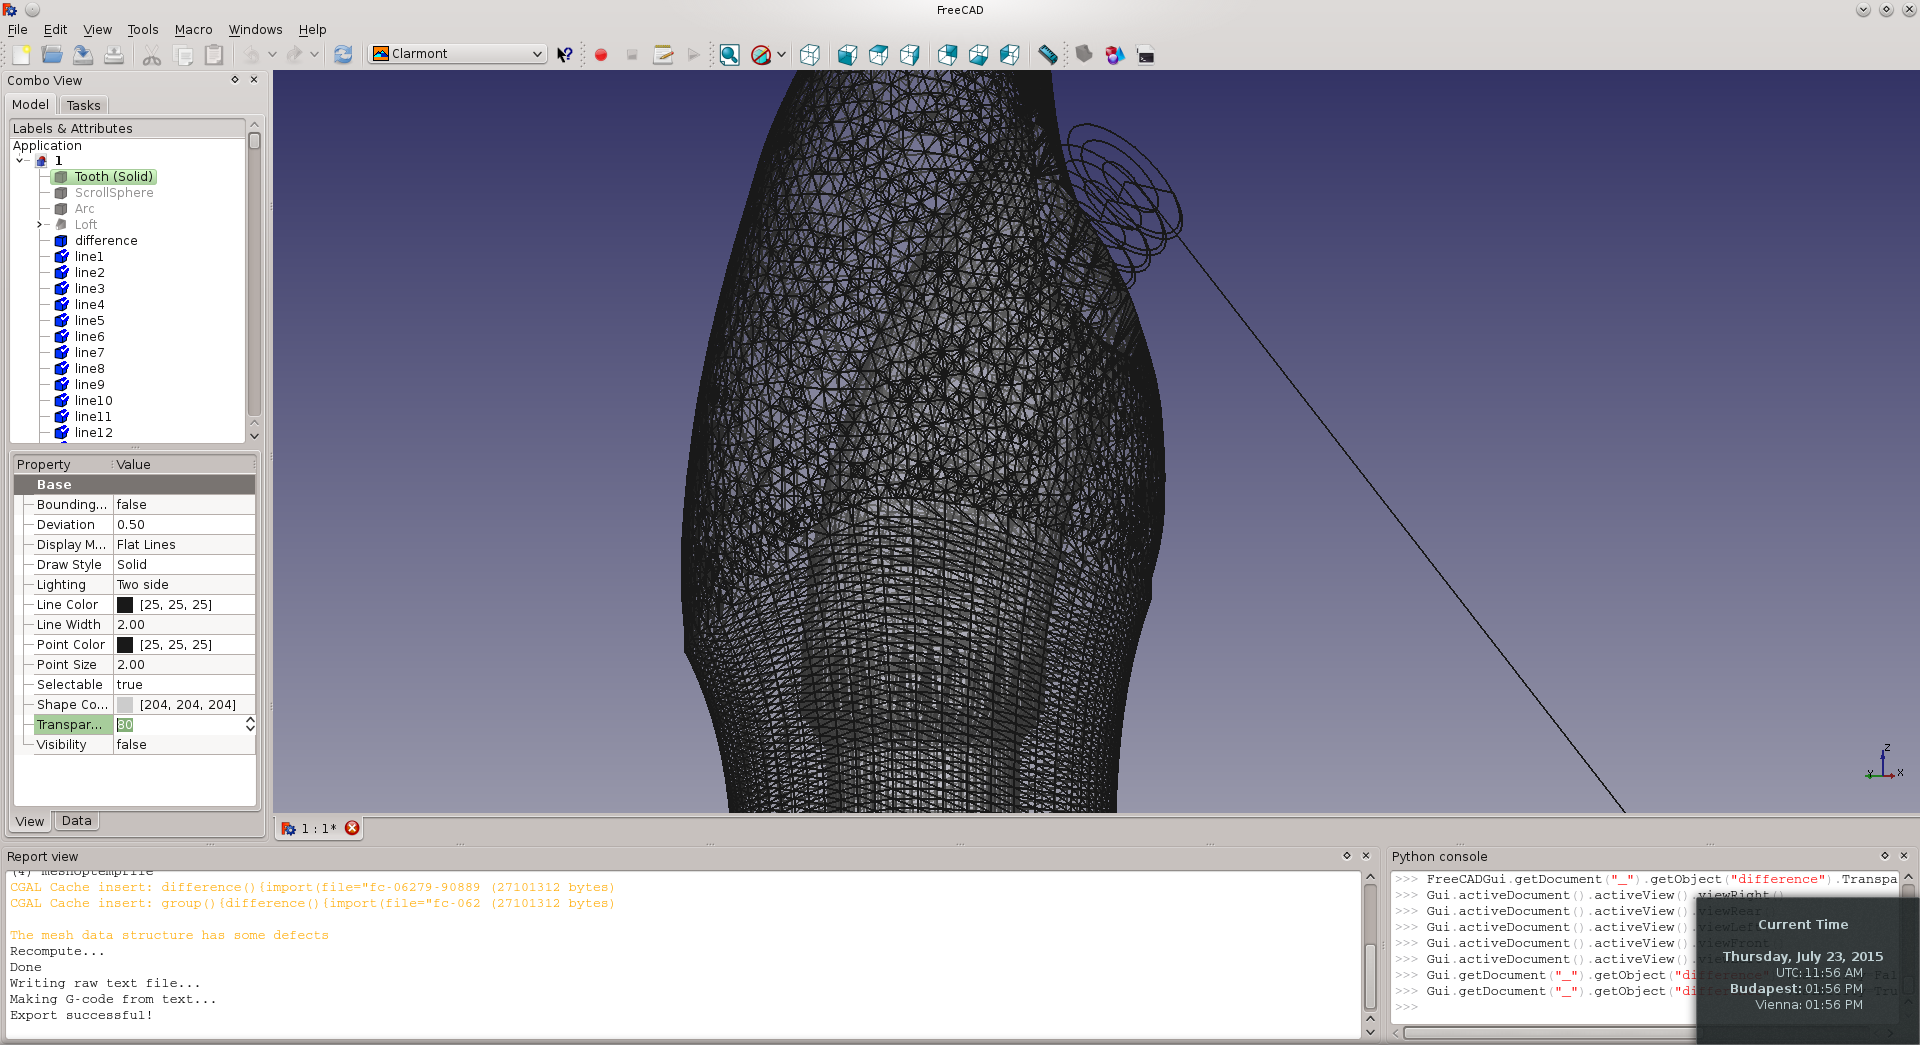 FreeCAD
File Edit View Tools Macro Windows Help
Clarmont
Combo View
Model Tasks
Labels & Attributes
Application
1
Tooth (Solid)
ScrollSphere
Arc
Loft
difference
line1
line2
line3
line4
line5
line6
line7
line8
line9
line10
line11
line12
Property Value
Base
Bounding... false
Deviation 0.50
Display M... Flat Lines
Draw Style Solid
Lighting Two side
Line Color [25, 25, 25]
Line Width 2.00
Point Color [25, 25, 25]
Point Size 2.00
Selectable true
Shape Co... [204, 204, 204]
Transpar... 80
Visibility false
View Data
Z
Y X
1 : 1*
Report view
(4) meshoptempfile
CGAL Cache insert: difference(){import(file="fc-06279-90889 (27101312 bytes)
CGAL Cache insert: group(){difference(){import(file="fc-062 (27101312 bytes)
The mesh data structure has some defects
Recompute...
Done
Writing raw text file...
Making G-code from text...
Export successful!
Python console
>>> FreeCADGui.getDocument("_").getObject("difference").Transpa
>>> Gui.activeDocument().activeView().viewRight()
>>> Gui.activeDocument().activeView().viewRear
>>> Gui.activeDocument().activeView().viewLef
>>> Gui.activeDocument().activeView().viewFront
>>> Gui.activeDocument().activeView()
>>> Gui.getDocument("_").getObject("difference
>>> Gui.getDocument("_").getObject("diff
>>>
Current Time
Thursday, July 23, 2015
UTC: 11:56 AM
Budapest: 01:56 PM
Vienna: 01:56 PM